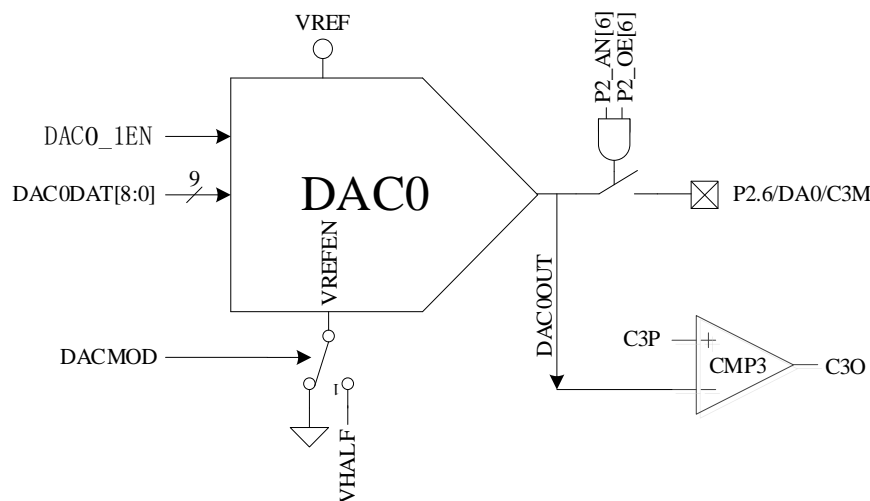 VREF
P2_AN[6]
P2_OE[6]
DAC0_1EN
9
DAC0DAT[8:0]
DAC0
P2.6/DA0/C3M
VREFEN
DAC0OUT
DACMOD
C3P
+
CMP3
C3O
1
VHALF